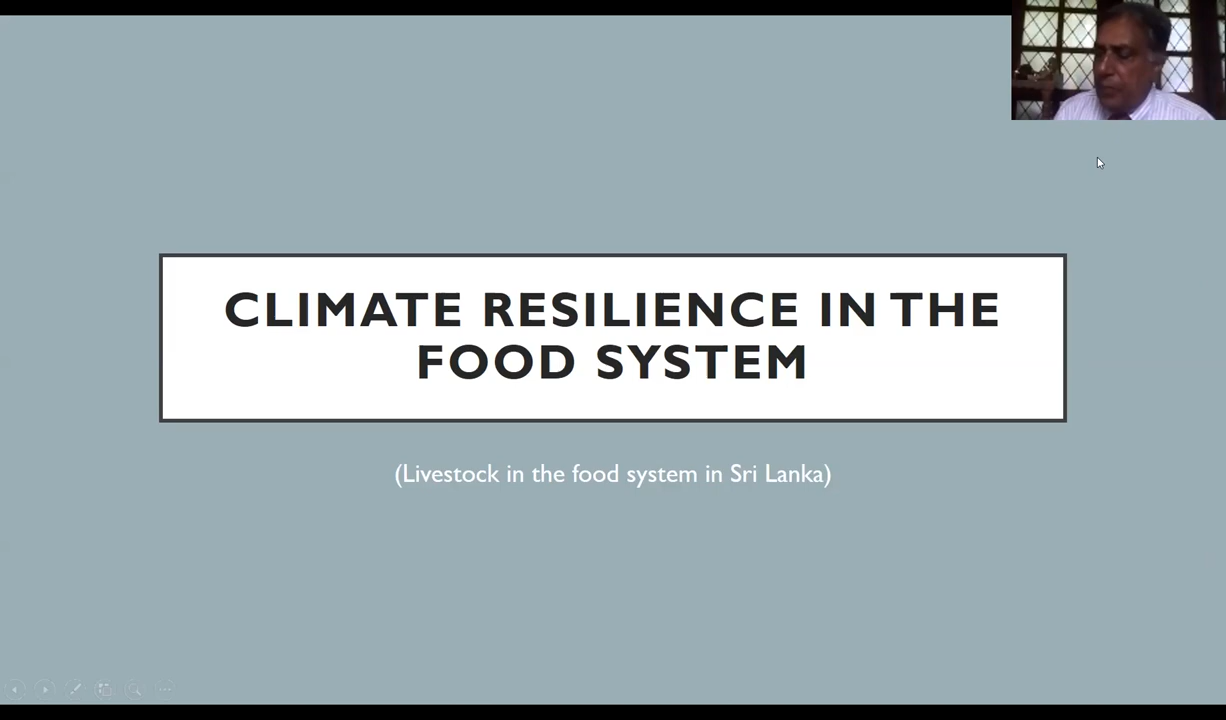 CLIMATE RESILIENCE IN THE
FOOD SYSTEM
(Livestock in the food system in Sri Lanka)